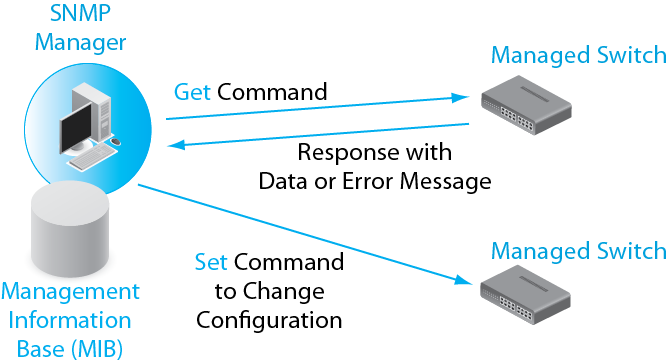 SNMP
Manager
Managed Switch
Get Command
Response with
Data or Error Message
Managed Switch
Set Command
to Change
Configuration
Management
Information
Base (MIB)